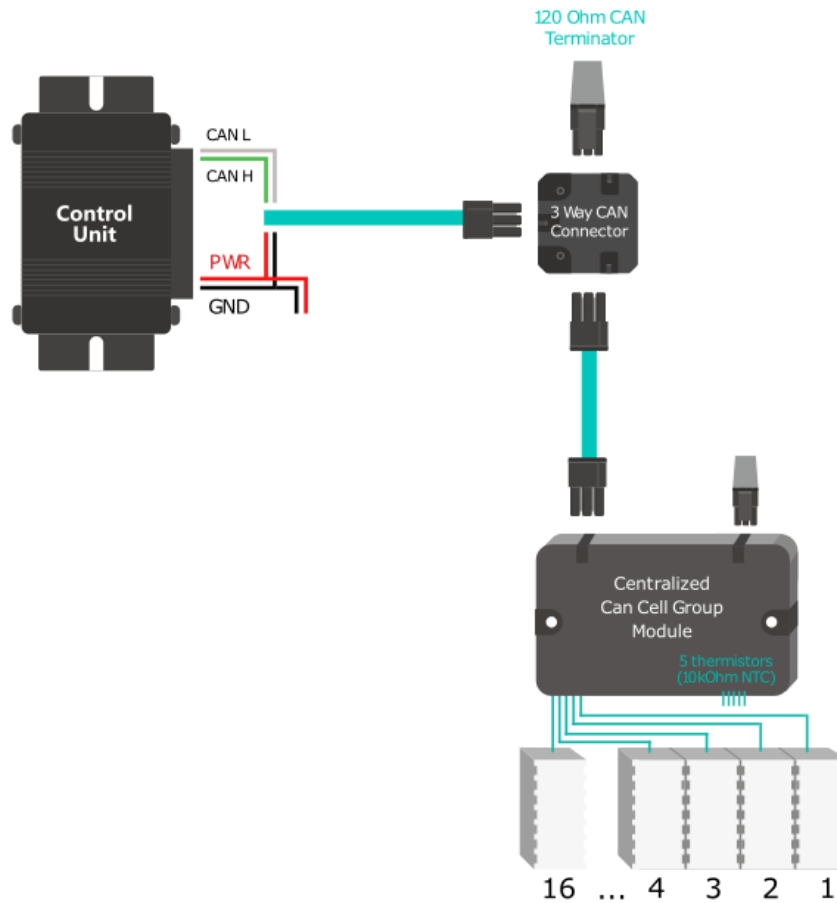 120 Ohm CAN
Terminator
CAN L
CAN H
Control
Unit
3 Way CAN
Connector
PWR
GND
Centralized
Can Cell Group
Module
5 thermistors
(10kOhm NTC)
16 ... 4 3 2 1